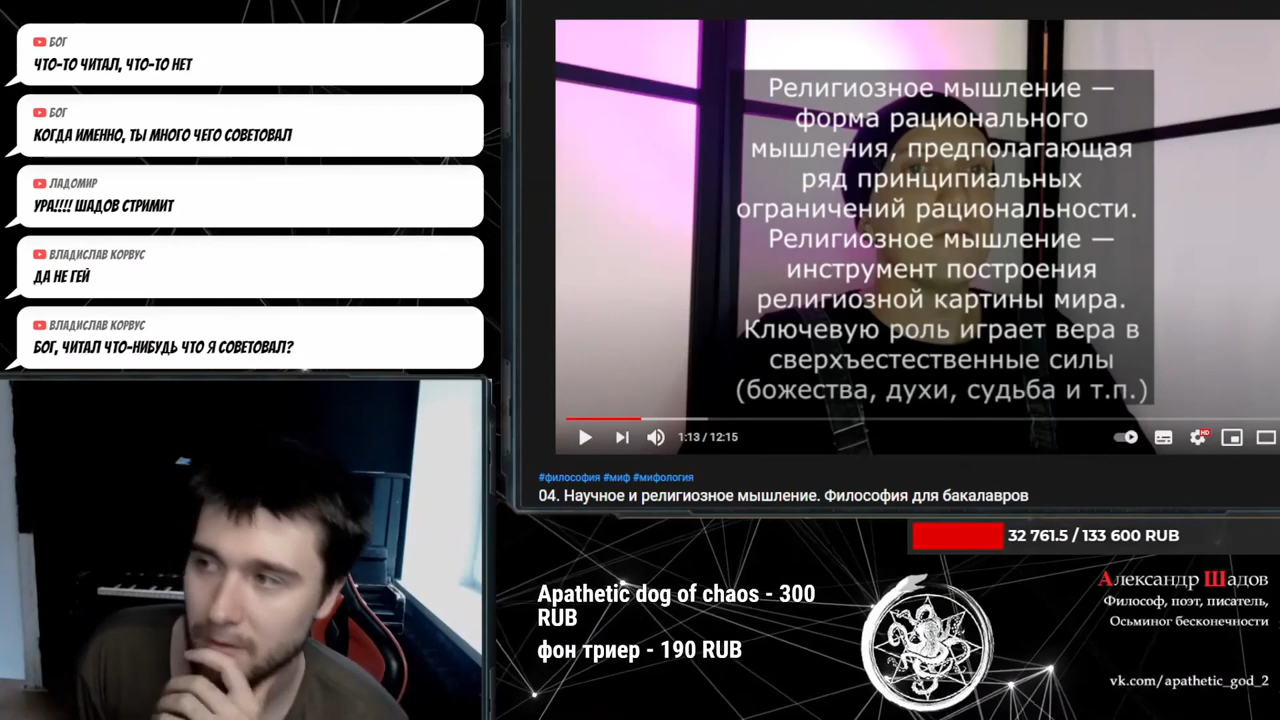 БОГ
ЧТО-ТО ЧИТАЛ, ЧТО-ТО НЕТ
БОГ
КОГДА ИМЕННО, ТЫ МНОГО ЧЕГО СОВЕТОВАЛ
ЛАДОМИР
УРА!!!! ШАДОВ СТРИМИТ
ВЛАДИСЛАВ КОРВУС
ДА НЕ ГЕЙ
ВЛАДИСЛАВ КОРВУС
БОГ, ЧИТАЛ ЧТО-НИБУДЬ ЧТО Я СОВЕТОВАЛ?
Религиозное мышление —
форма рационального
мышления, предполагающая
ряд принципиальных
ограничений рациональности.
Религиозное мышление —
инструмент построения
религиозной картины мира.
Ключевую роль играет вера в
сверхъестественные силы
(божества, духи, судьба и т.п.)
1:13 / 12:15
HD
#философия #миф #мифология
04. Научное и религиозное мышление. Философия для бакалавров
32 761.5 / 133 600 RUB
Apathetic dog of chaos - 300
RUB
фон триер - 190 RUB
Александр Шадов
Философ, поэт, писатель,
Осьминог бесконечности
vk.com/apathetic_god_2